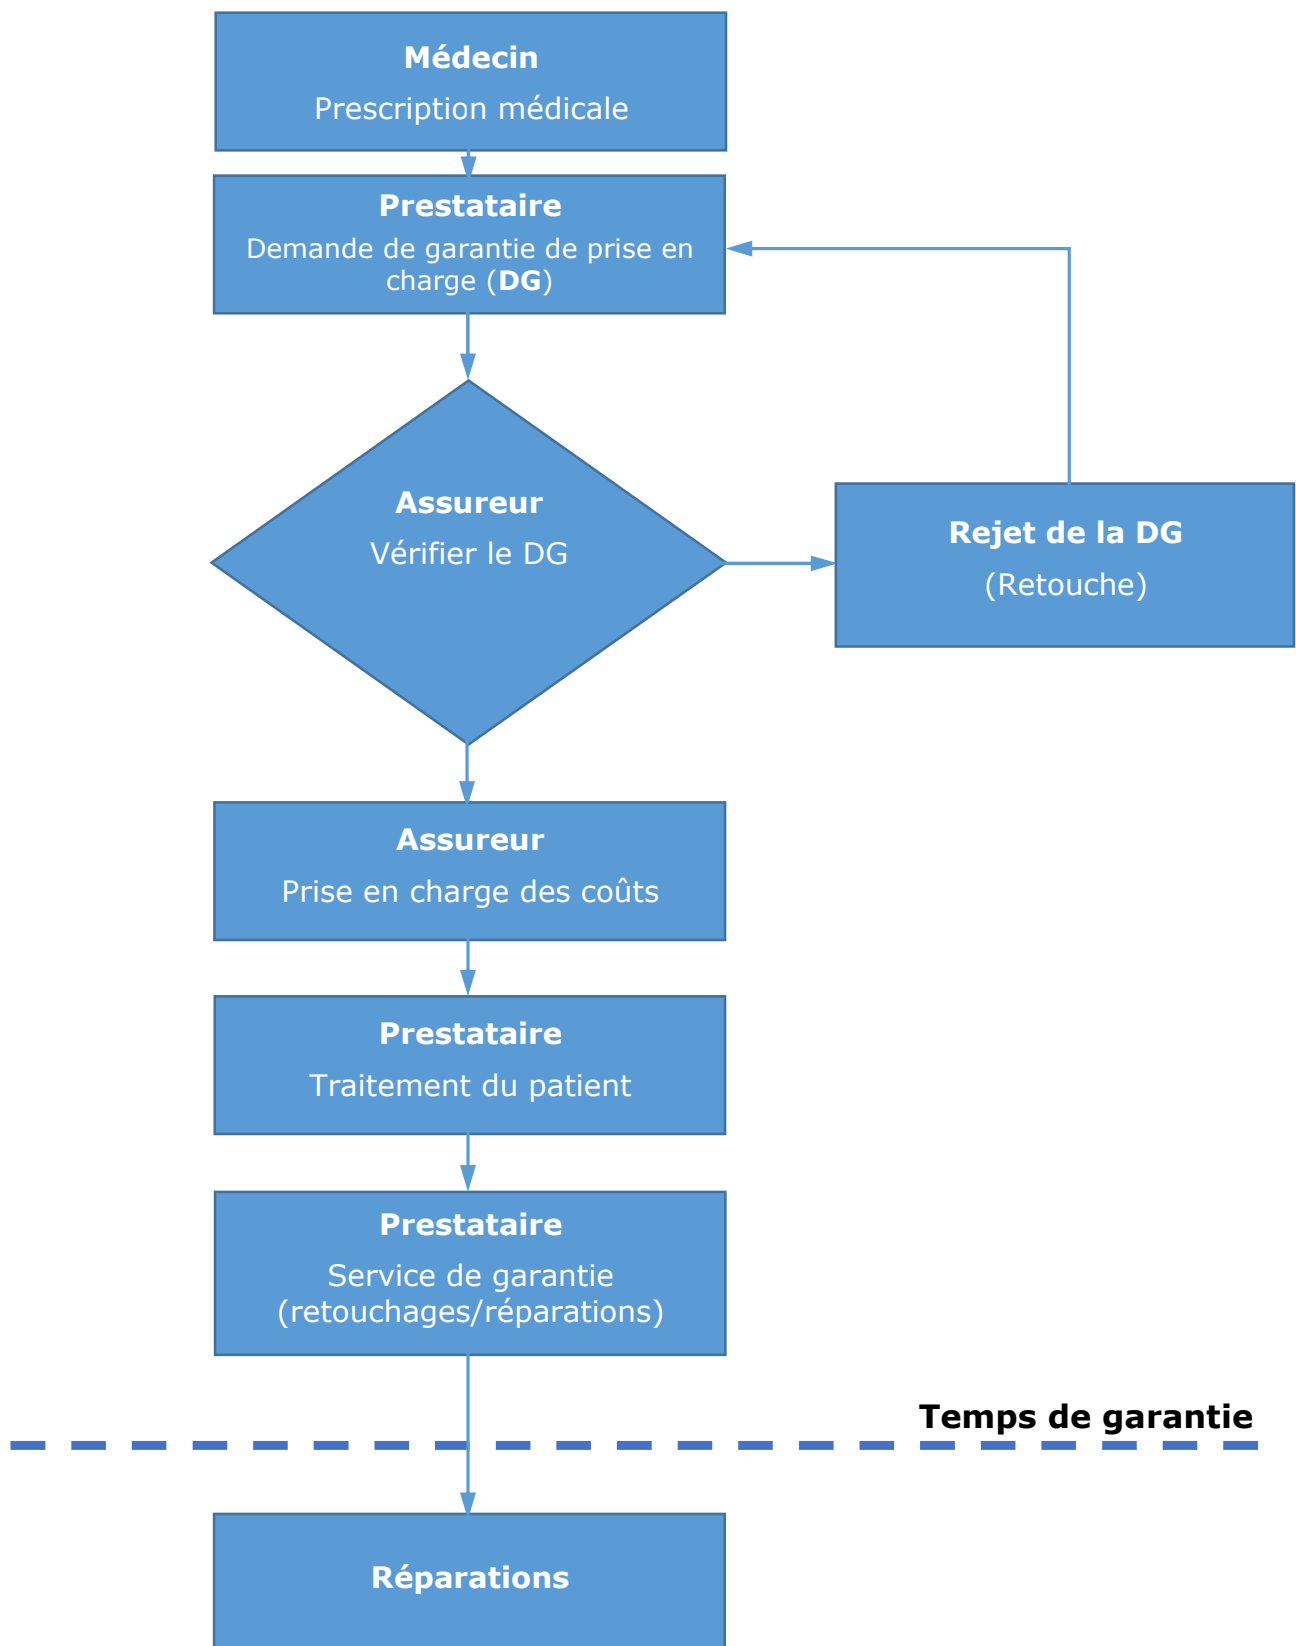 Médecin
Prescription médicale
Prestataire
Demande de garantie de prise en
charge (DG)
Assureur
Vérifier le DG
Rejet de la DG
(Retouche)
Assureur
Prise en charge des coûts
Prestataire
Traitement du patient
Prestataire
Service de garantie
(retouchages/réparations)
Temps de garantie
Réparations